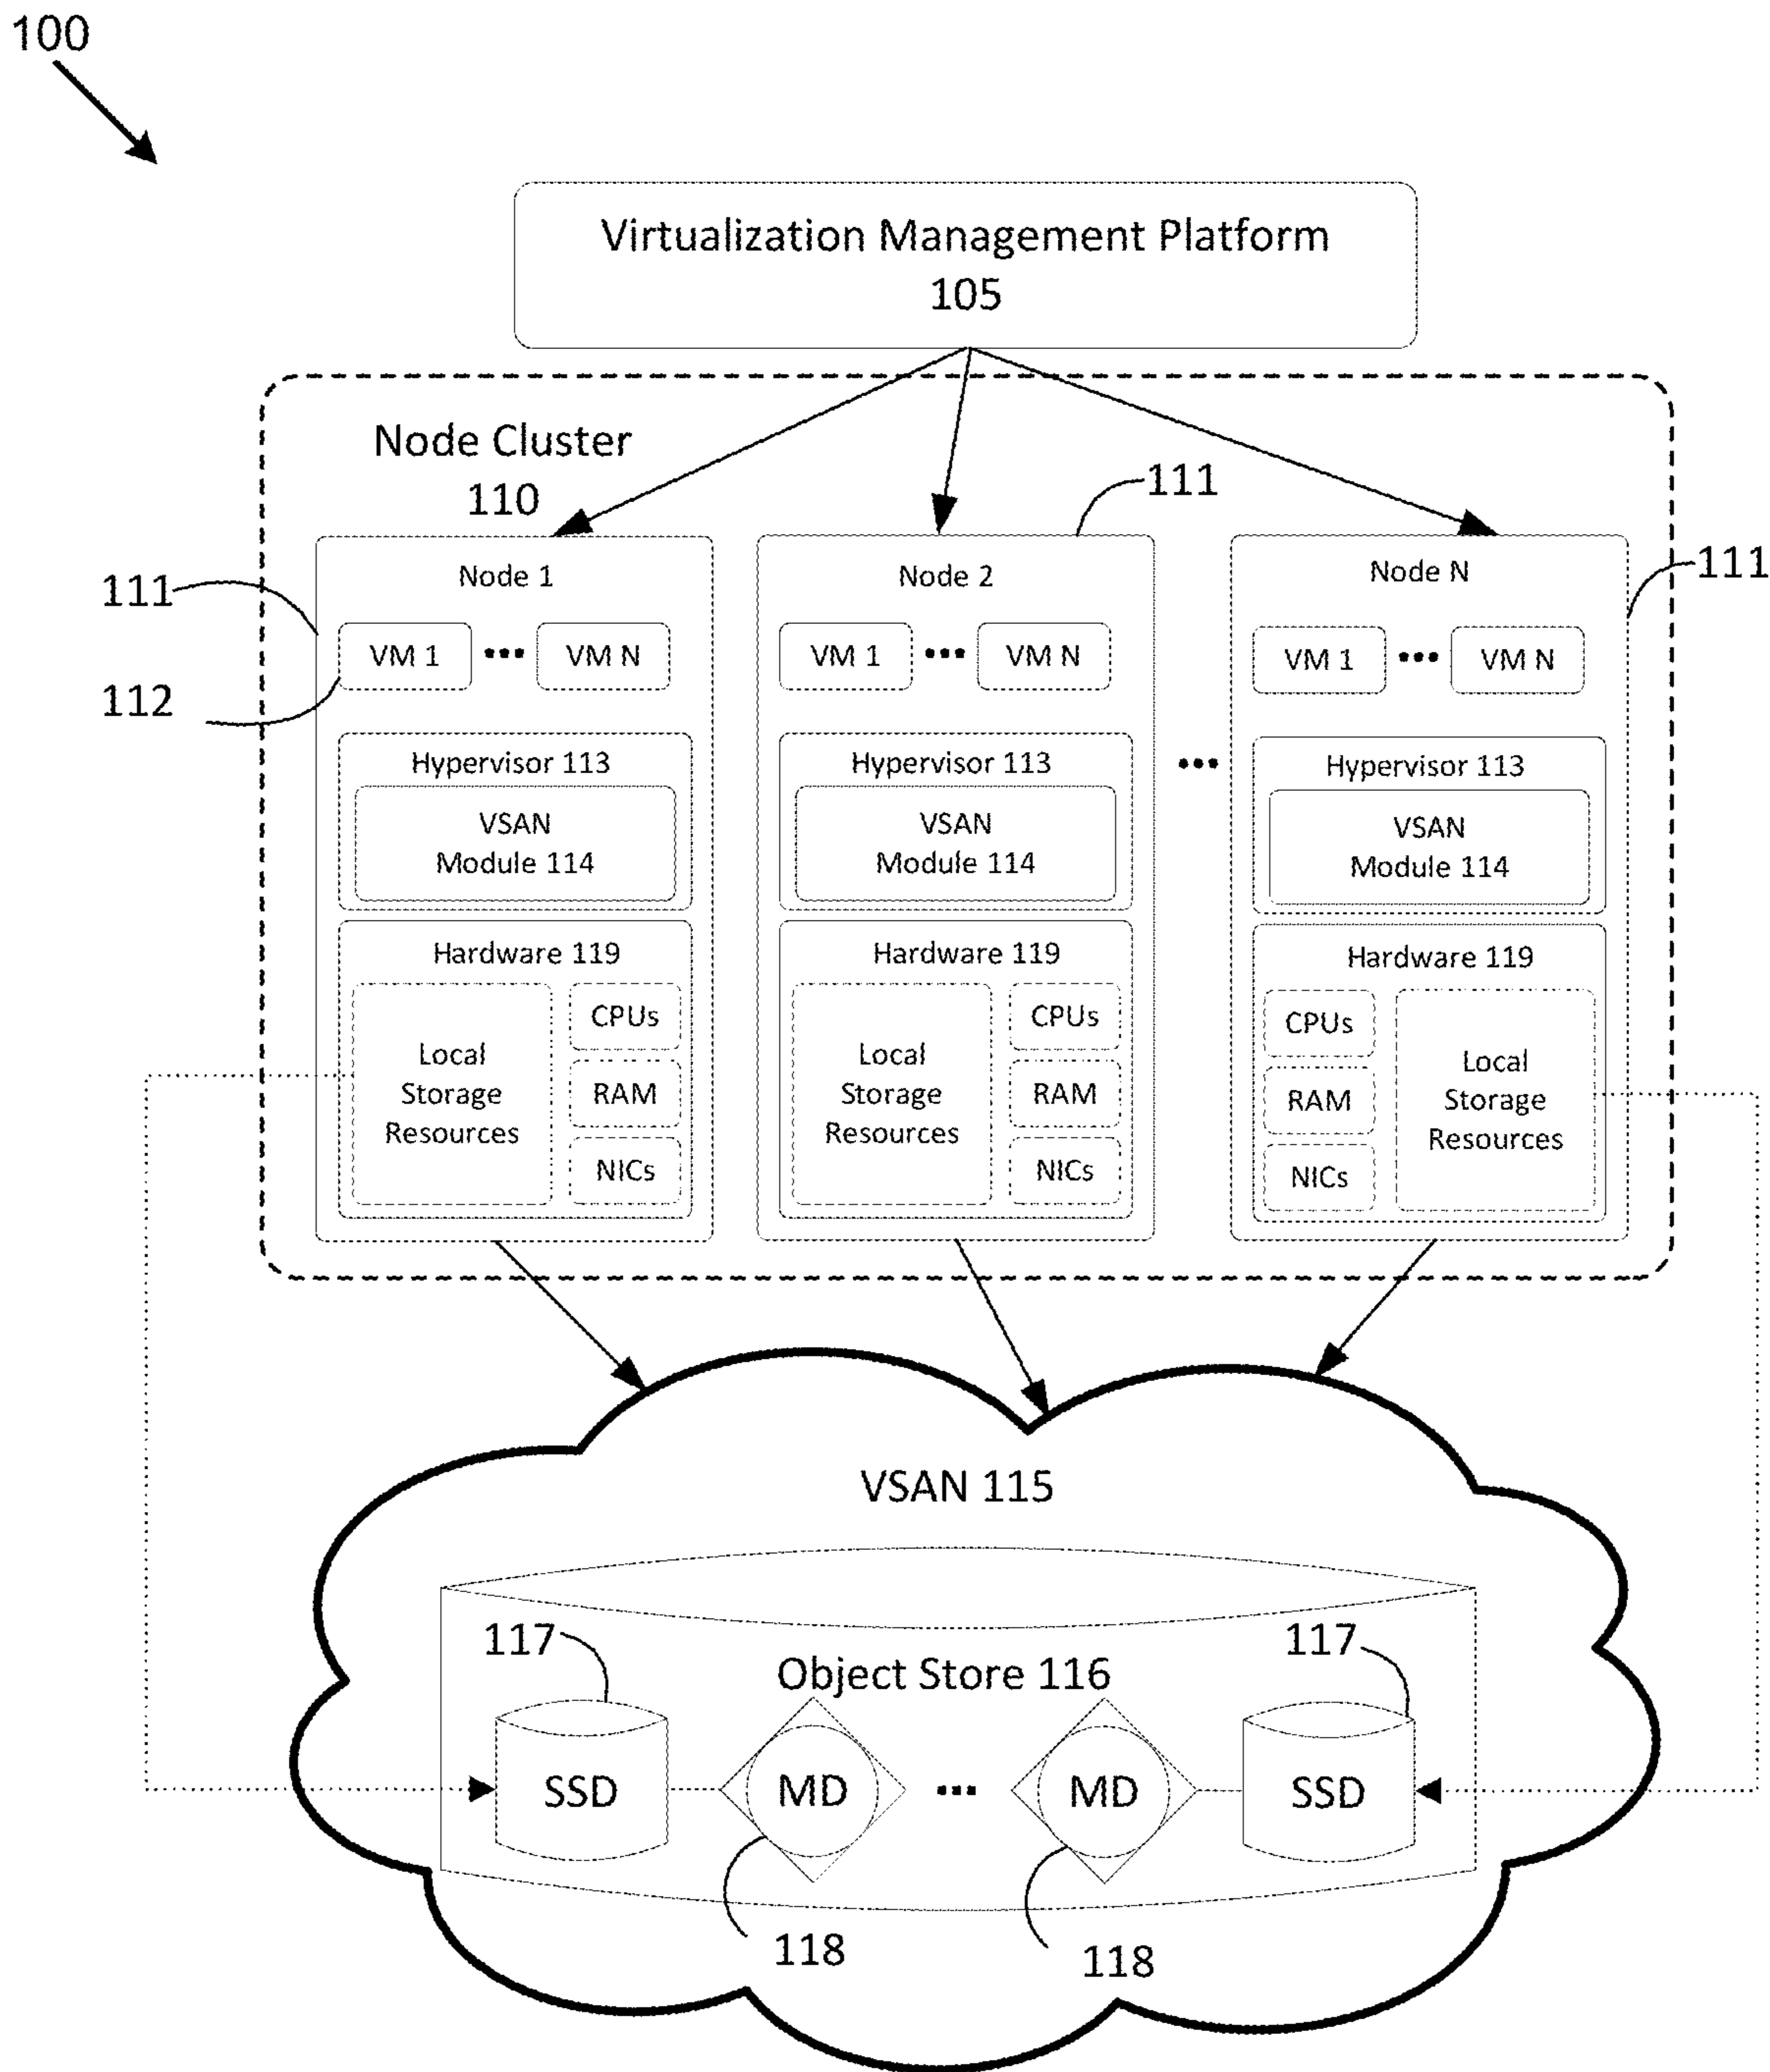 100
Virtualization Management Platform
105
Node Cluster
110
111
111
111
112
Node 1
VM 1 ••• VM N
Hypervisor 113
VSAN
Module 114
Hardware 119
Local
Storage
Resources
CPUs
RAM
NICs
Node 2
VM 1 ••• VM N
Hypervisor 113
VSAN
Module 114
Hardware 119
Local
Storage
Resources
CPUs
RAM
NICs
•••
Node N
VM 1 ••• VM N
Hypervisor 113
VSAN
Module 114
Hardware 119
CPUs
RAM
NICs
Local
Storage
Resources
VSAN 115
117
117
Object Store 116
SSD
MD
•••
MD
SSD
118
118